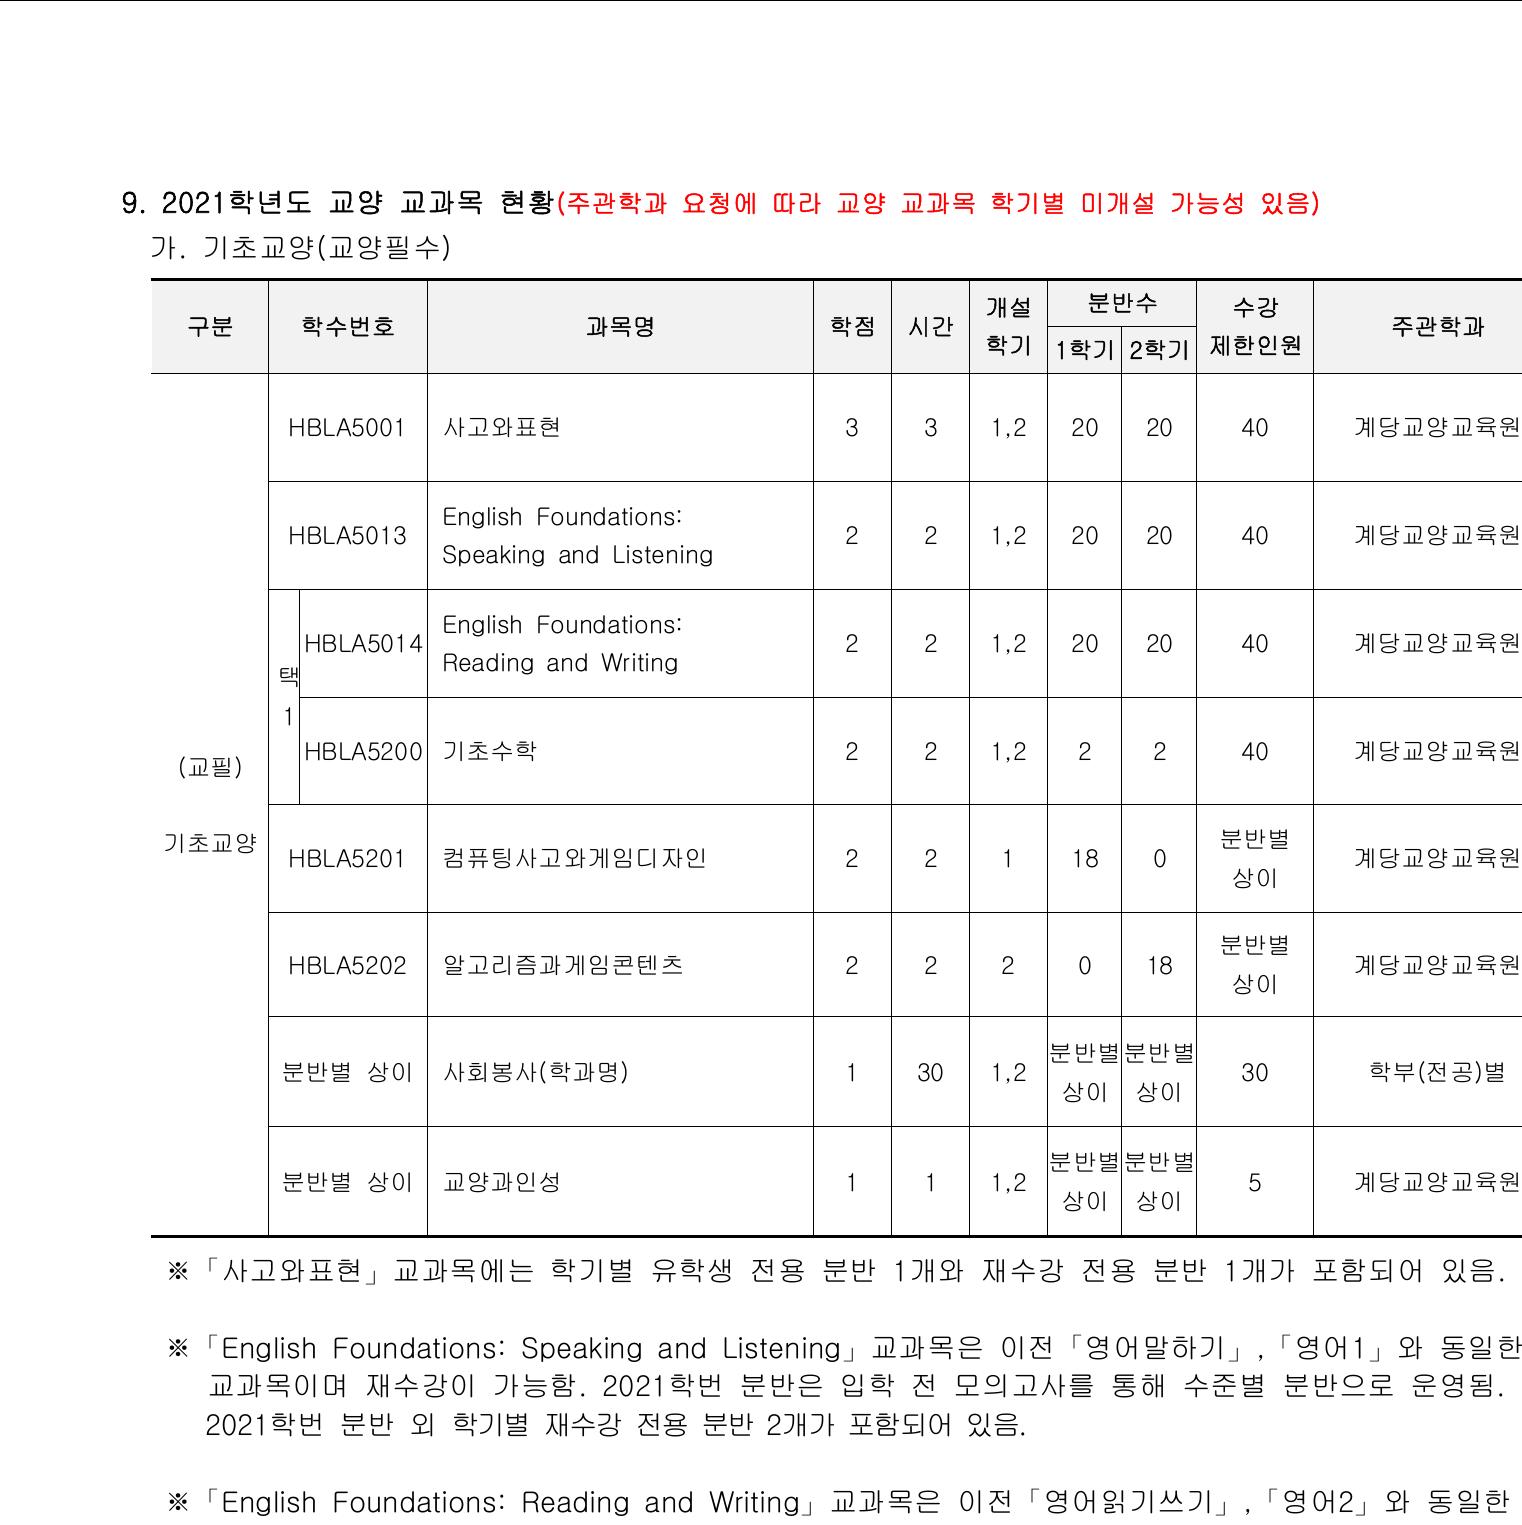 9. 2021학년도 교양 교과목 현황(주관학과 요청에 따라 교양 교과목 학기별 미개설 가능성 있음)
가. 기초교양(교양필수)
구분 학수번호 과목명 학점 시간 개설 학기 분반수 1학기 2학기 수강 제한인원 주관학과
(교필)
기초교양
HBLA5001 사고와표현 3 3 1,2 20 20 40 계당교양교육원
HBLA5013 English Foundations: Speaking and Listening 2 2 1,2 20 20 40 계당교양교육원
택 1
HBLA5014 English Foundations: Reading and Writing 2 2 1,2 20 20 40 계당교양교육원
HBLA5200 기초수학 2 2 1,2 2 2 40 계당교양교육원
HBLA5201 컴퓨팅사고와게임디자인 2 2 1 18 0 분반별 상이 계당교양교육원
HBLA5202 알고리즘과게임콘텐츠 2 2 2 0 18 분반별 상이 계당교양교육원
분반별 상이 사회봉사(학과명) 1 30 1,2 분반별 상이 분반별 상이 30 학부(전공)별
분반별 상이 교양과인성 1 1 1,2 분반별 상이 분반별 상이 5 계당교양교육원
※「사고와표현」교과목에는 학기별 유학생 전용 분반 1개와 재수강 전용 분반 1개가 포함되어 있음.
※「English Foundations: Speaking and Listening」교과목은 이전「영어말하기」,「영어1」와 동일한
교과목이며 재수강이 가능함. 2021학번 분반은 입학 전 모의고사를 통해 수준별 분반으로 운영됨.
2021학번 분반 외 학기별 재수강 전용 분반 2개가 포함되어 있음.
※「English Foundations: Reading and Writing」교과목은 이전「영어읽기쓰기」,「영어2」와 동일한